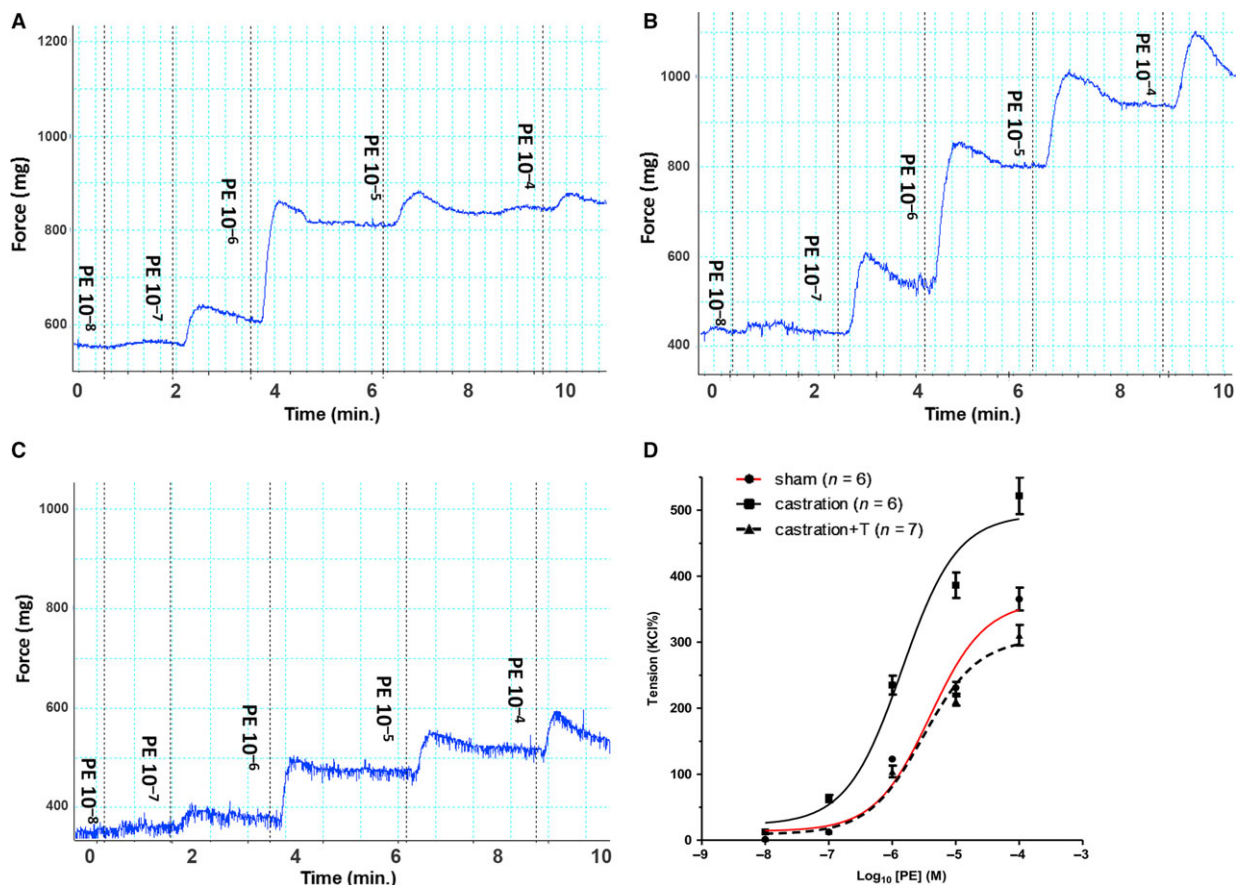 A
1200
1000
800
600
Force (mg)
PE 10⁻⁸
PE 10⁻⁷
PE 10⁻⁶
PE 10⁻⁵
PE 10⁻⁴
0 2 4 6 8 10
Time (min.)
B
1000
800
600
400
Force (mg)
PE 10⁻⁸
PE 10⁻⁷
PE 10⁻⁶
PE 10⁻⁵
PE 10⁻⁴
0 2 4 6 8 10
Time (min.)
C
1000
800
600
400
Force (mg)
PE 10⁻⁸
PE 10⁻⁷
PE 10⁻⁶
PE 10⁻⁵
PE 10⁻⁴
0 2 4 6 8 10
Time (min.)
D
sham (n = 6)
castration (n = 6)
castration+T (n = 7)
500
400
300
200
100
0
Tension (KCl%)
−9 −8 −7 −6 −5 −4 −3
Log₁₀ [PE] (M)